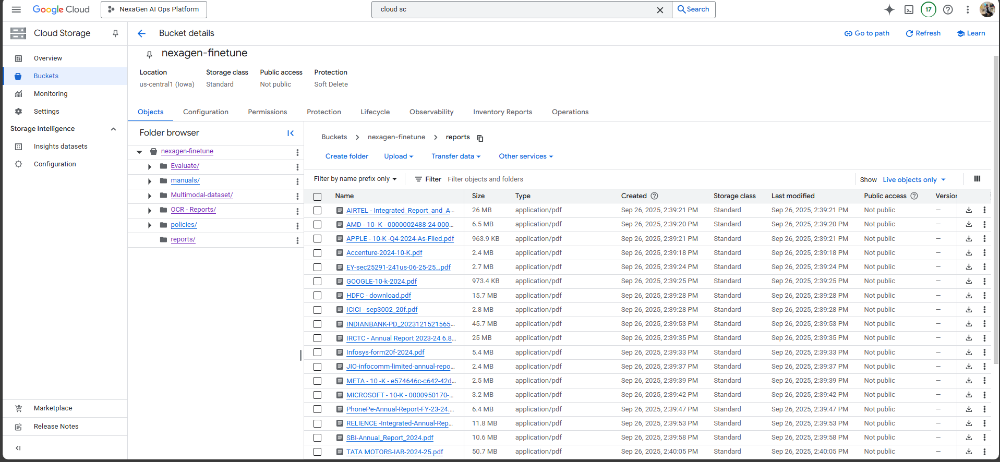 Google Cloud NexaGen AI Ops Platform cloud sc Search 17
Cloud Storage
Bucket details Go to path Refresh Learn
Overview
Buckets
Monitoring
Settings
Storage Intelligence
Insights datasets
Configuration
Marketplace
Release Notes
nexagen-finetune
Location Storage class Public access Protection
us-central1 (Iowa) Standard Not public Soft Delete
Objects Configuration Permissions Protection Lifecycle Observability Inventory Reports Operations
Folder browser
nexagen-finetune
Evaluate/
manuals/
Multimodal-dataset/
OCR - Reports/
policies/
reports/
Buckets nexagen-finetune reports
Create folder Upload Transfer data Other services
Filter by name prefix only Filter Filter objects and folders Show Live objects only
Name Size Type Created Storage class Last modified Public access Version
AIRTEL - Integrated_Report_and_A... 26 MB application/pdf Sep 26, 2025, 2:39:21 PM Standard Sep 26, 2025, 2:39:21 PM Not public —
AMD - 10- K - 0000002488-24-000... 6.5 MB application/pdf Sep 26, 2025, 2:39:20 PM Standard Sep 26, 2025, 2:39:20 PM Not public —
APPLE - 10-K -Q4-2024-As-Filed.pdf 963.9 KB application/pdf Sep 26, 2025, 2:39:21 PM Standard Sep 26, 2025, 2:39:21 PM Not public —
Accenture-2024-10-K.pdf 2.4 MB application/pdf Sep 26, 2025, 2:39:18 PM Standard Sep 26, 2025, 2:39:18 PM Not public —
EY-sec25291-241us-06-25-25_.pdf 2.7 MB application/pdf Sep 26, 2025, 2:39:24 PM Standard Sep 26, 2025, 2:39:24 PM Not public —
GOOGLE-10-k-2024.pdf 973.4 KB application/pdf Sep 26, 2025, 2:39:25 PM Standard Sep 26, 2025, 2:39:25 PM Not public —
HDFC - download.pdf 15.7 MB application/pdf Sep 26, 2025, 2:39:28 PM Standard Sep 26, 2025, 2:39:28 PM Not public —
ICICI - sep3002_20f.pdf 2.8 MB application/pdf Sep 26, 2025, 2:39:28 PM Standard Sep 26, 2025, 2:39:28 PM Not public —
INDIANBANK-PD_2023121521565... 45.7 MB application/pdf Sep 26, 2025, 2:39:53 PM Standard Sep 26, 2025, 2:39:53 PM Not public —
IRCTC - Annual Report 2023-24 6.8... 25 MB application/pdf Sep 26, 2025, 2:39:35 PM Standard Sep 26, 2025, 2:39:35 PM Not public —
Infosys-form20f-2024.pdf 5.4 MB application/pdf Sep 26, 2025, 2:39:33 PM Standard Sep 26, 2025, 2:39:33 PM Not public —
JIO-infocomm-limited-annual-repo... 2.4 MB application/pdf Sep 26, 2025, 2:39:37 PM Standard Sep 26, 2025, 2:39:37 PM Not public —
META - 10 -K - e574646c-c642-42d... 2.5 MB application/pdf Sep 26, 2025, 2:39:39 PM Standard Sep 26, 2025, 2:39:39 PM Not public —
MICROSOFT - 10-K - 0000950170-... 3.2 MB application/pdf Sep 26, 2025, 2:39:42 PM Standard Sep 26, 2025, 2:39:42 PM Not public —
PhonePe-Annual-Report-FY-23-24.... 6.4 MB application/pdf Sep 26, 2025, 2:39:47 PM Standard Sep 26, 2025, 2:39:47 PM Not public —
RELIENCE -Integrated-Annual-Rep... 11.8 MB application/pdf Sep 26, 2025, 2:39:53 PM Standard Sep 26, 2025, 2:39:53 PM Not public —
SBI-Annual_Report_2024.pdf 10.6 MB application/pdf Sep 26, 2025, 2:39:58 PM Standard Sep 26, 2025, 2:39:58 PM Not public —
TATA MOTORS-IAR-2024-25.pdf 50.7 MB application/pdf Sep 26, 2025, 2:40:05 PM Standard Sep 26, 2025, 2:40:05 PM Not public —